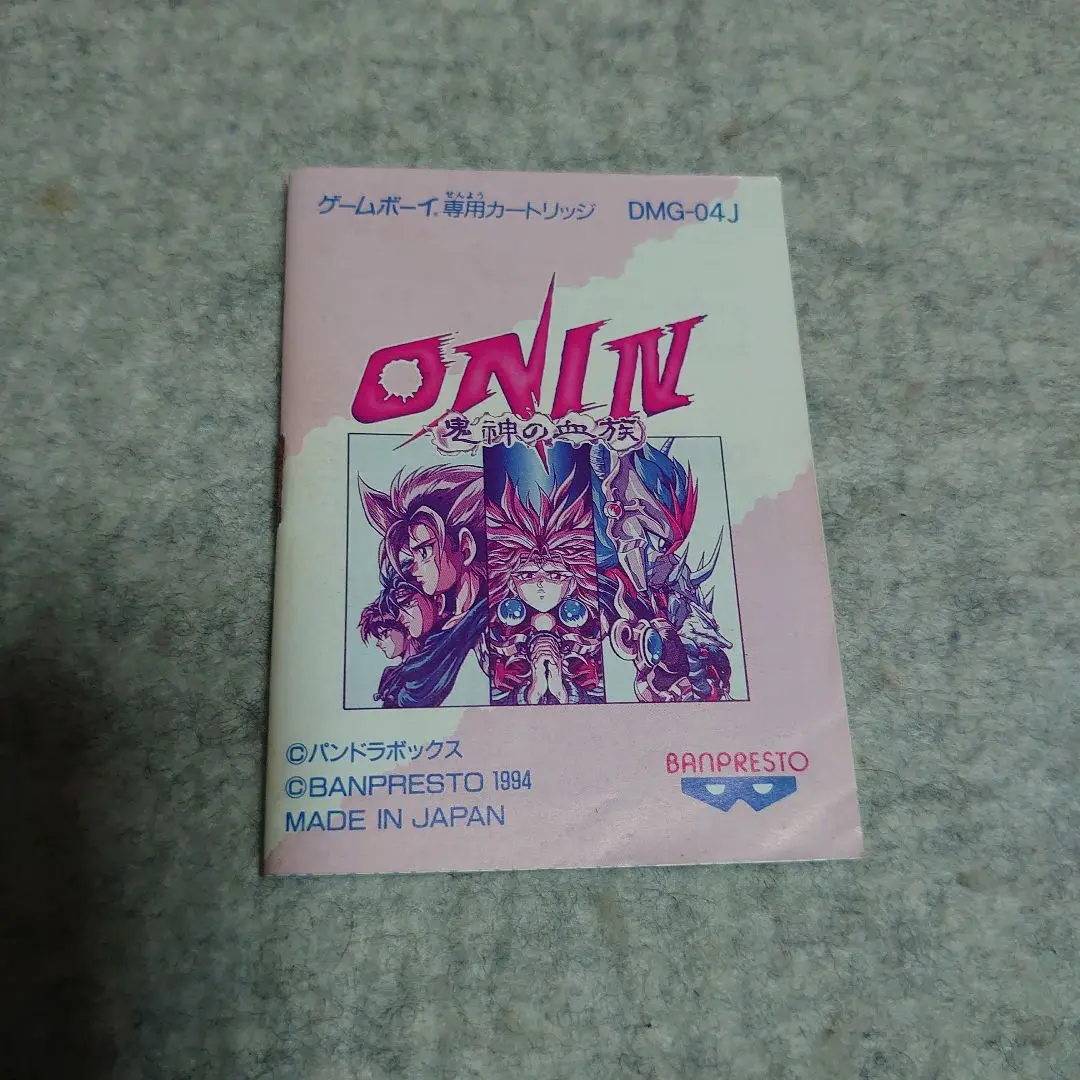 ゲームボーイ®専用カートリッジ DMG-04J
せんよう
ONI IV
鬼神の血族
©パンドラボックス
©BANPRESTO 1994
MADE IN JAPAN
BANPRESTO